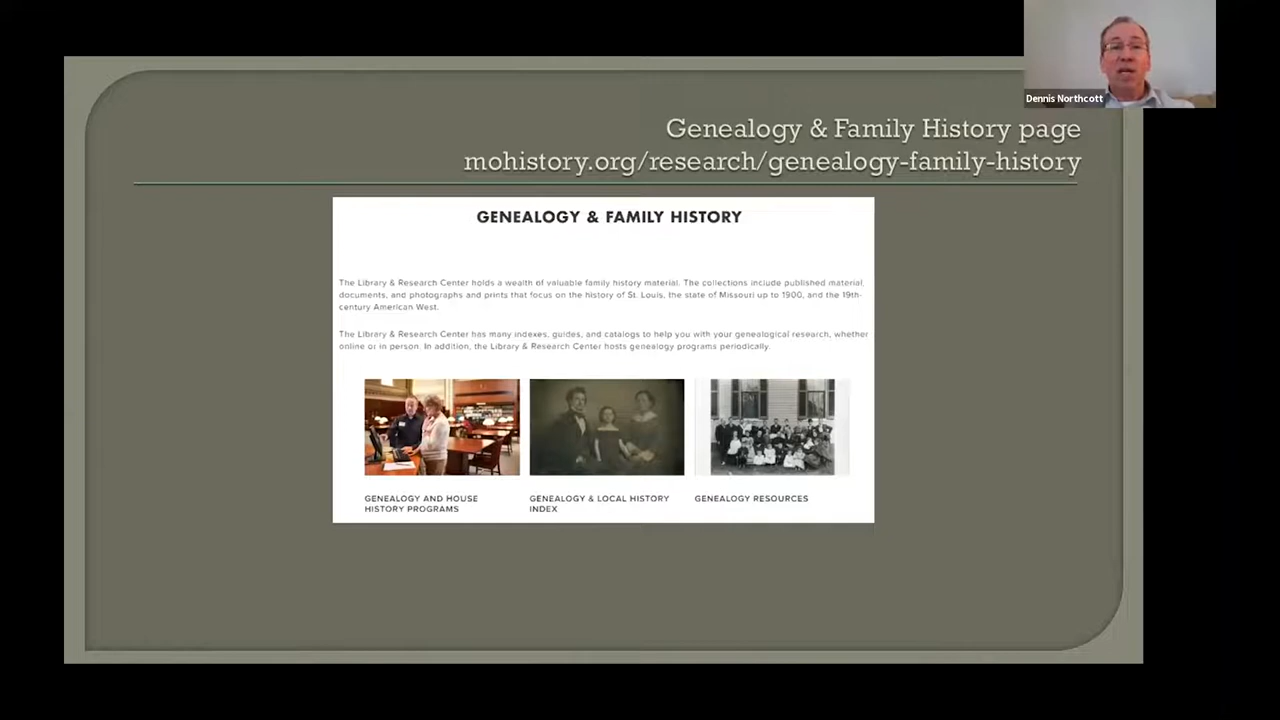 Dennis Northcott
Genealogy & Family History page
mohistory.org/research/genealogy-family-history
GENEALOGY & FAMILY HISTORY
The Library & Research Center holds a wealth of valuable family history material. The collections include published material,
documents, and photographs and prints that focus on the history of St. Louis, the state of Missouri up to 1900, and the 19th-
century American West.
The Library & Research Center has many indexes, guides, and catalogs to help you with your genealogical research, whether
online or in person. In addition, the Library & Research Center hosts genealogy programs periodically.
GENEALOGY AND HOUSE
HISTORY PROGRAMS
GENEALOGY & LOCAL HISTORY
INDEX
GENEALOGY RESOURCES